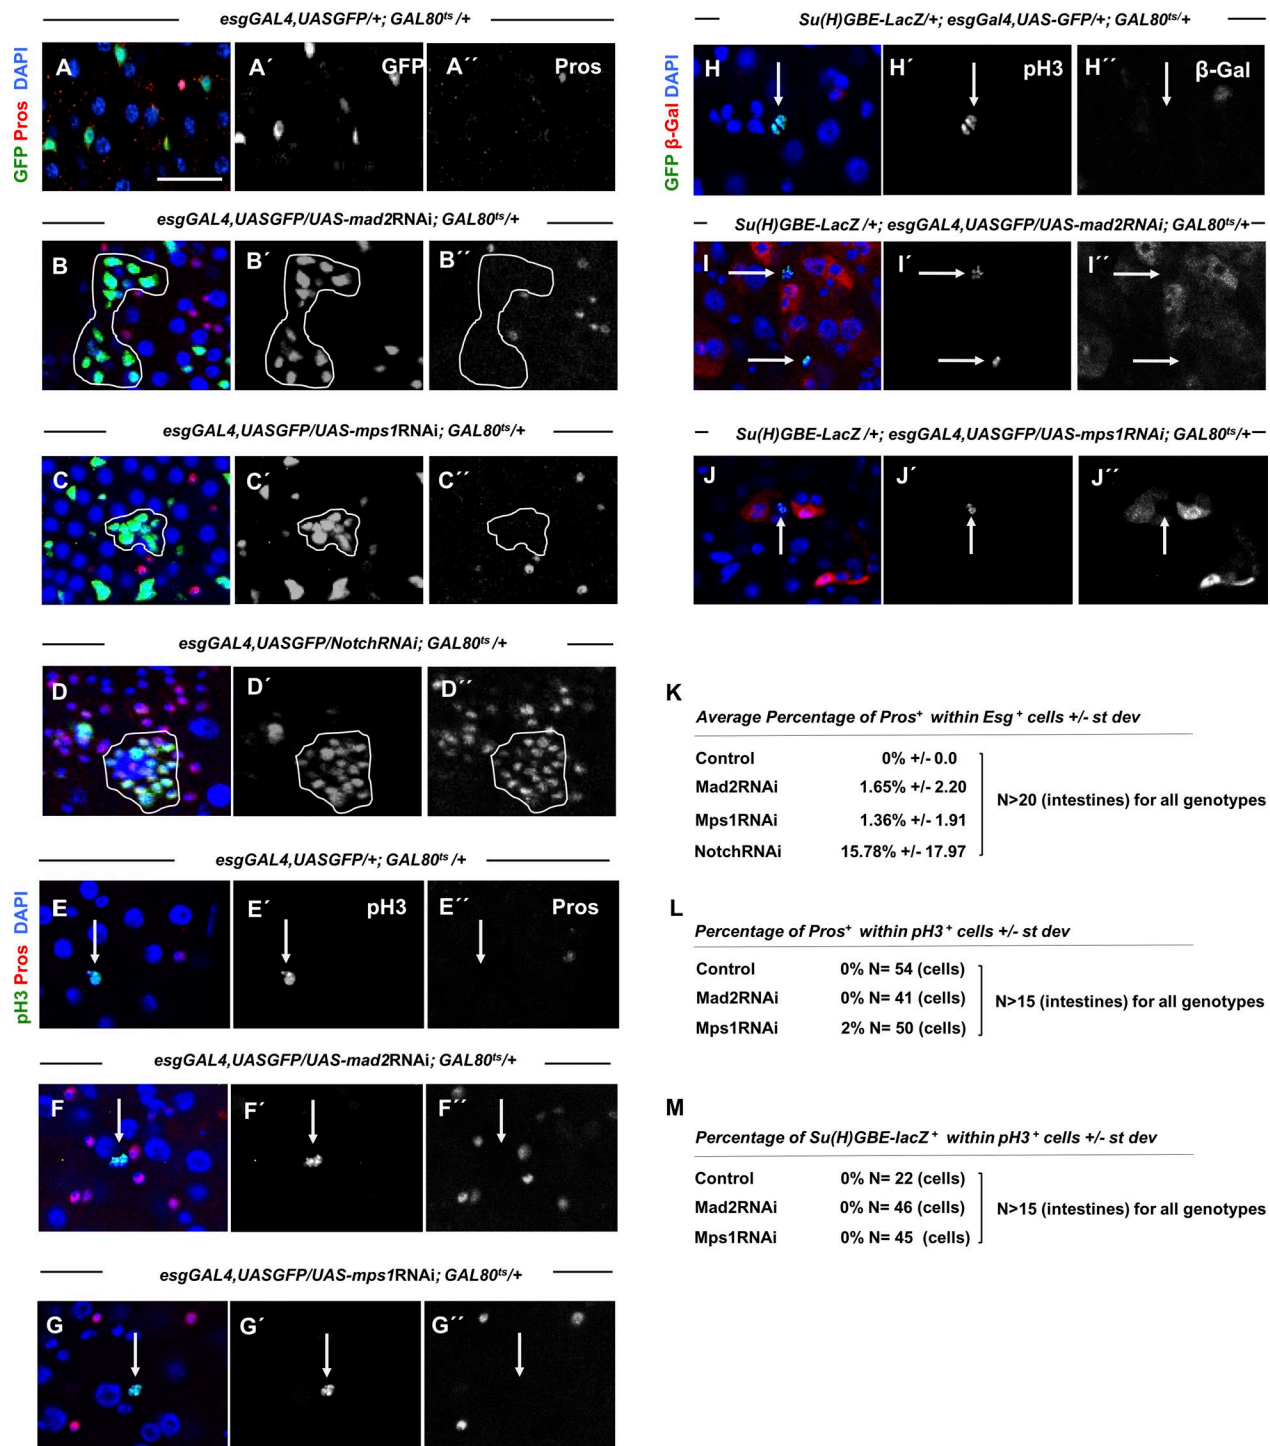 esgGAL4,UASGFP/+; GAL80ts /+
GFP Pros DAPI
A
A´
GFP
A´´
Pros
esgGAL4,UASGFP/UAS-mad2RNAi; GAL80ts/+
B
B´
B´´
esgGAL4,UASGFP/UAS-mps1RNAi; GAL80ts/+
C
C´
C´´
esgGAL4,UASGFP/NotchRNAi; GAL80ts /+
D
D´
D´´
esgGAL4,UASGFP/+; GAL80ts /+
pH3 Pros DAPI
E
E´
pH3
E´´
Pros
esgGAL4,UASGFP/UAS-mad2RNAi; GAL80ts/+
F
F´
F´´
esgGAL4,UASGFP/UAS-mps1RNAi; GAL80ts/+
G
G´
G´´
Su(H)GBE-LacZ/+; esgGal4,UAS-GFP/+; GAL80ts/+
GFP β-Gal DAPI
H
H´
pH3
H´´
β-Gal
Su(H)GBE-LacZ /+; esgGAL4,UASGFP/UAS-mad2RNAi; GAL80ts/+
I
I´
I´´
Su(H)GBE-LacZ /+; esgGAL4,UASGFP/UAS-mps1RNAi; GAL80ts/+
J
J´
J´´
K
Average Percentage of Pros+ within Esg + cells +/- st dev
Control 0% +/- 0.0
Mad2RNAi 1.65% +/- 2.20
Mps1RNAi 1.36% +/- 1.91
NotchRNAi 15.78% +/- 17.97
N>20 (intestines) for all genotypes
L
Percentage of Pros+ within pH3 + cells +/- st dev
Control 0% N= 54 (cells)
Mad2RNAi 0% N= 41 (cells)
Mps1RNAi 2% N= 50 (cells)
N>15 (intestines) for all genotypes
M
Percentage of Su(H)GBE-lacZ + within pH3 + cells +/- st dev
Control 0% N= 22 (cells)
Mad2RNAi 0% N= 46 (cells)
Mps1RNAi 0% N= 45 (cells)
N>15 (intestines) for all genotypes